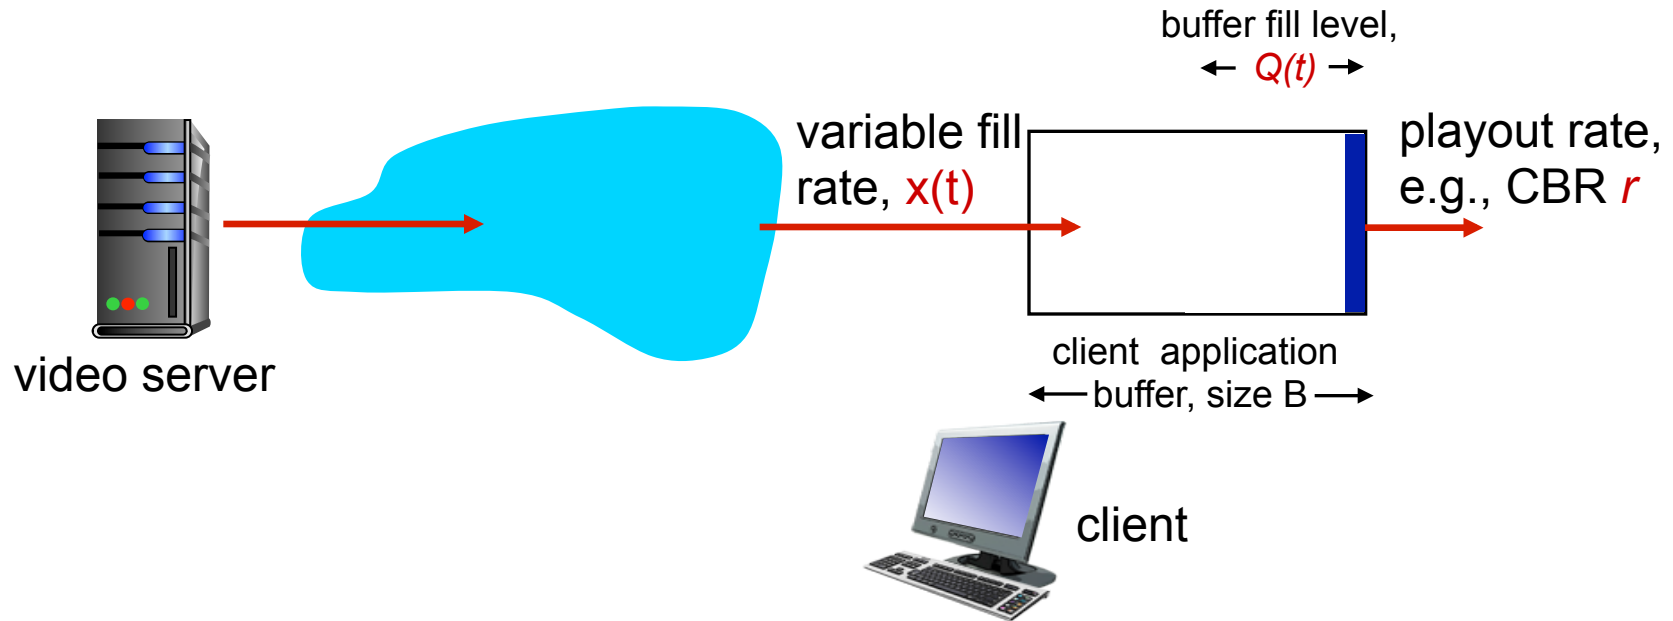 buffer fill level,
Q(t)
variable fill
rate, x(t)
playout rate,
e.g., CBR r
video server
client application
buffer, size B
client